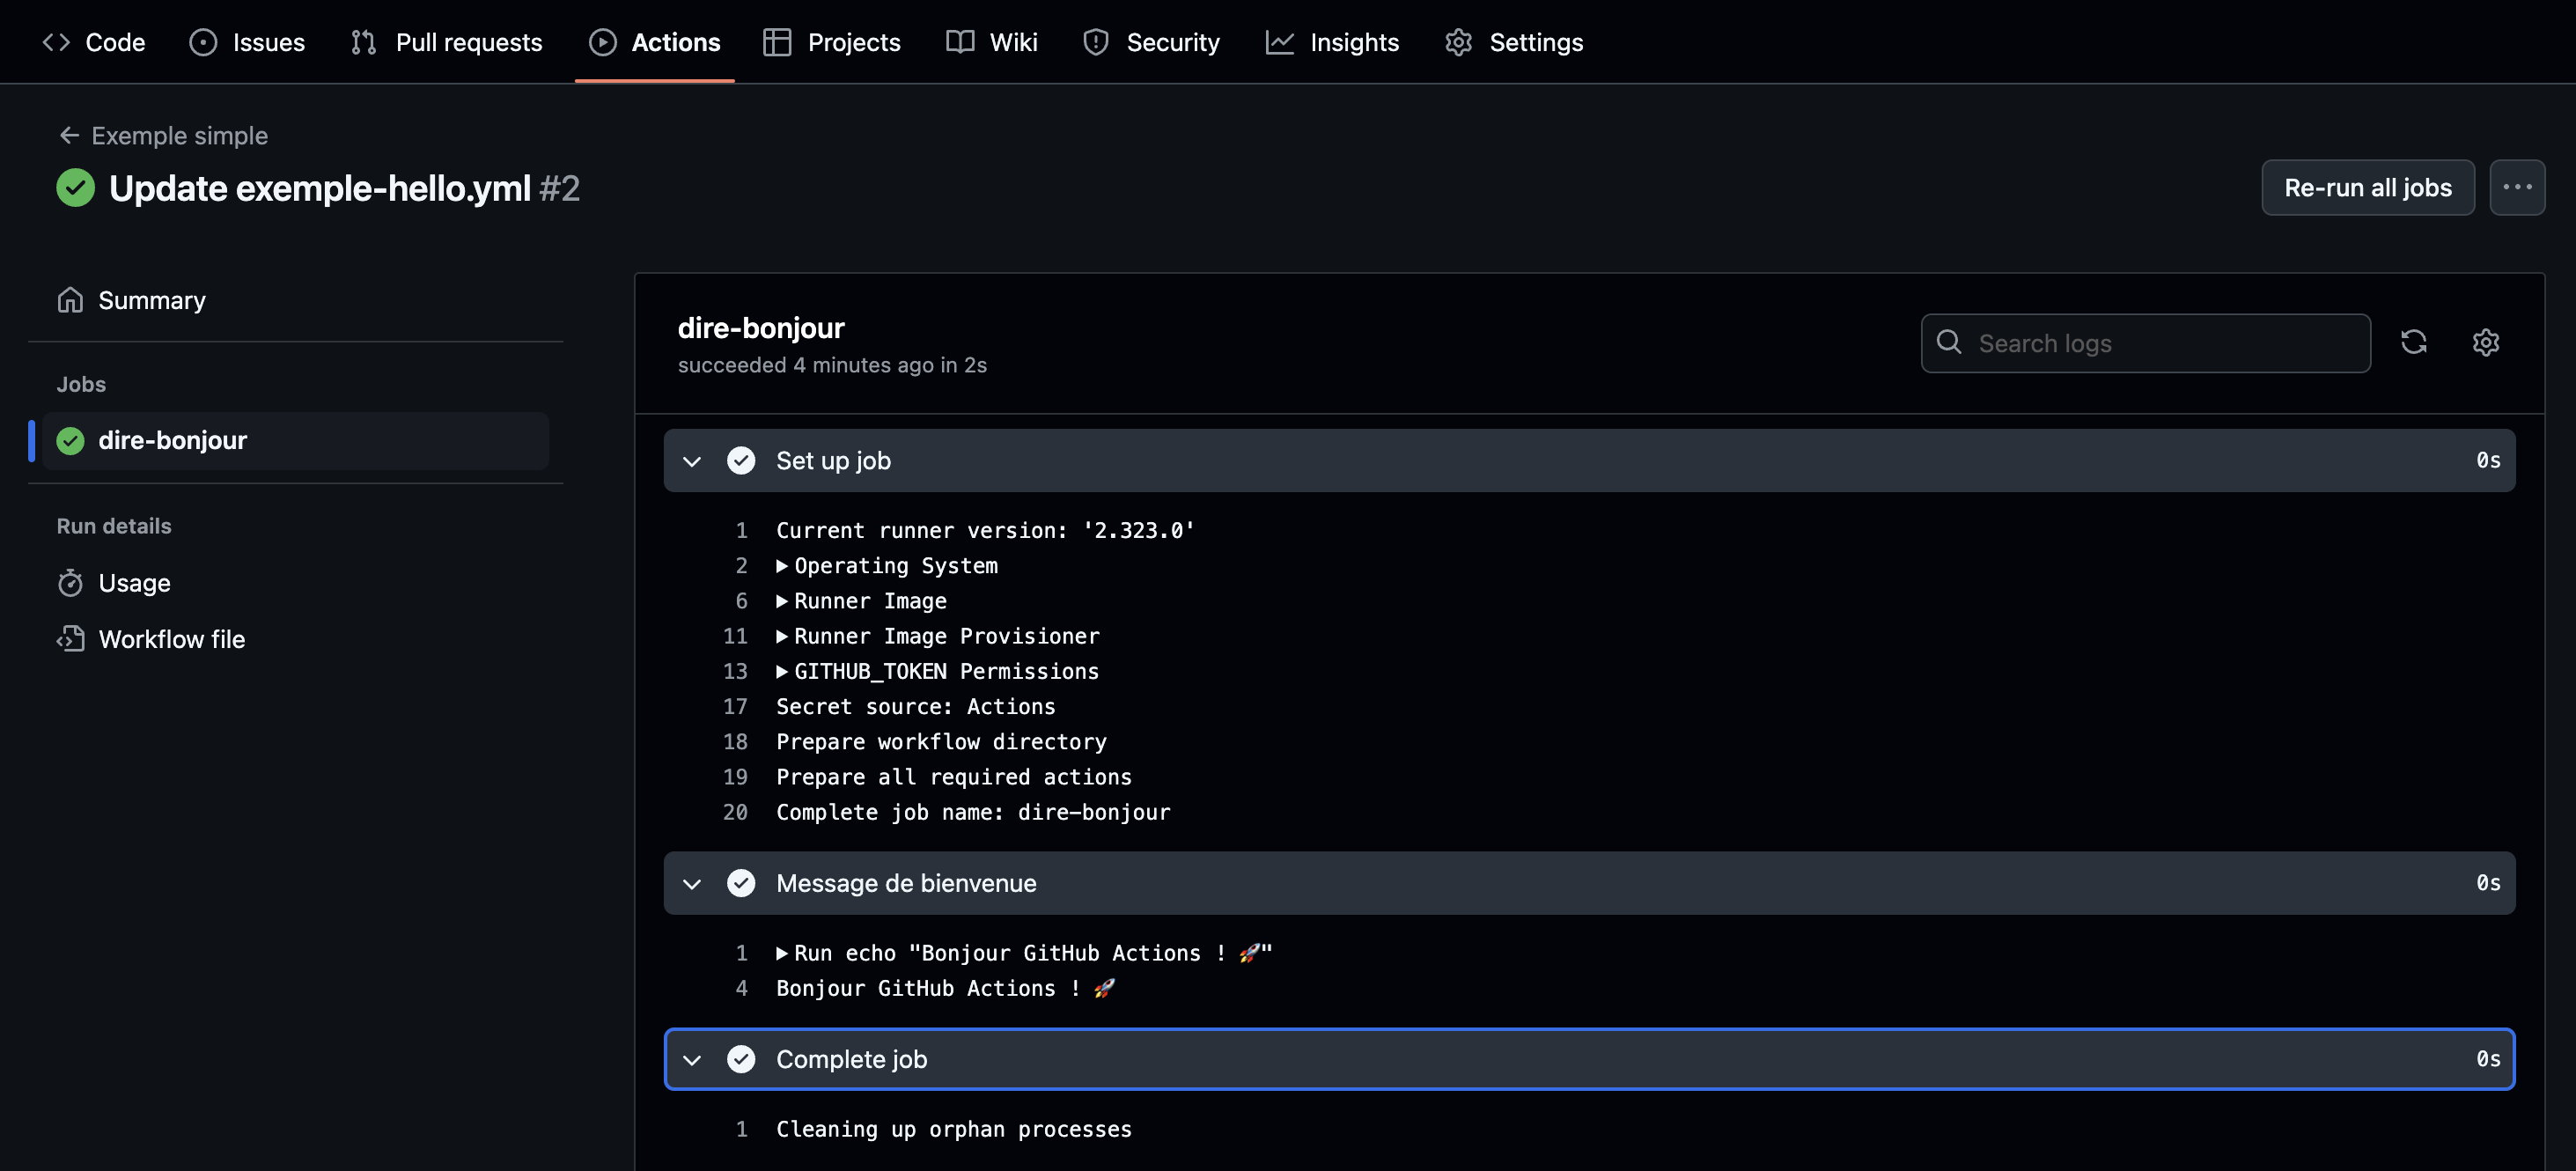 Code Issues Pull requests Actions Projects Wiki Security Insights Settings
Exemple simple
Update exemple-hello.yml #2
Re-run all jobs
Summary
Jobs
dire-bonjour
Run details
Usage
Workflow file
dire-bonjour
succeeded 4 minutes ago in 2s
Search logs
Set up job 0s
1 Current runner version: '2.323.0'
2 Operating System
6 Runner Image
11 Runner Image Provisioner
13 GITHUB_TOKEN Permissions
17 Secret source: Actions
18 Prepare workflow directory
19 Prepare all required actions
20 Complete job name: dire-bonjour
Message de bienvenue 0s
1 Run echo "Bonjour GitHub Actions ! 🚀"
4 Bonjour GitHub Actions ! 🚀
Complete job 0s
1 Cleaning up orphan processes